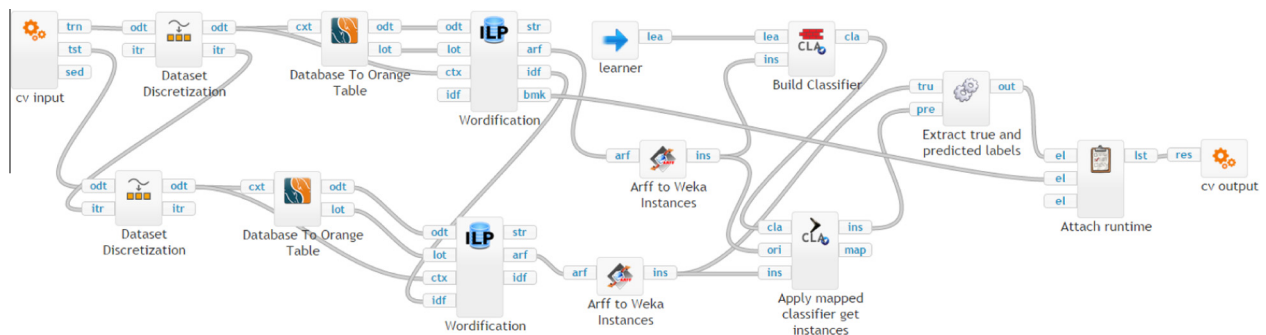 trn
tst
sed
cv input
odt
itr
odt
itr
Dataset
Discretization
cxt
odt
lot
Database To Orange
Table
odt
lot
ctx
idf
ILP
str
arf
idf
bmk
Wordification
lea
learner
lea
ins
CLA
cla
Build Classifier
tru
pre
out
Extract true and
predicted labels
arf
ARFF
ins
Arff to Weka
Instances
el
el
el
lst
Attach runtime
res
cv output
odt
itr
odt
itr
Dataset
Discretization
cxt
odt
lot
Database To Orange
Table
odt
lot
ctx
idf
ILP
str
arf
idf
Wordification
arf
ARFF
ins
Arff to Weka
Instances
cla
ori
ins
CLA
ins
map
Apply mapped
classifier get
instances